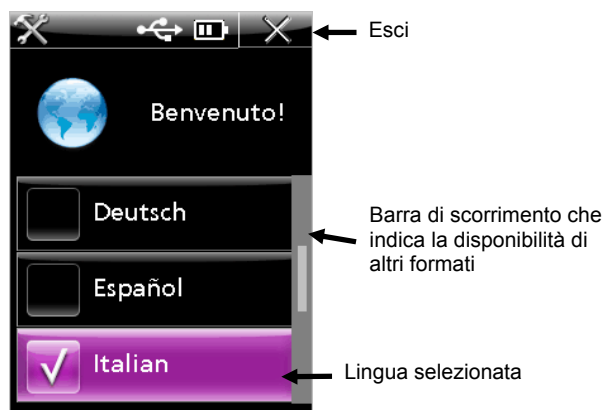 Esci
Benvenuto!
Deutsch
Barra di scorrimento che
indica la disponibilità di
altri formati
Español
Italian
Lingua selezionata